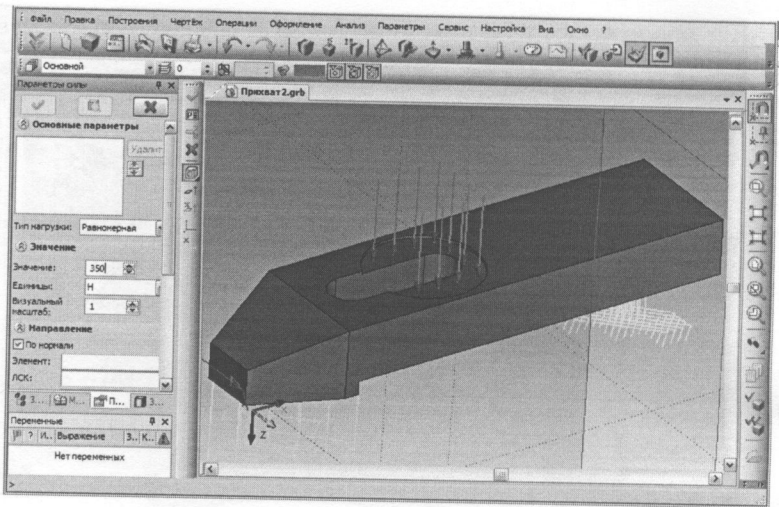 Файл Правка Построения Чертёж Операции Оформление Анализ Параметры Сервис Настройка Вид Окно ?
Основной 0
Параметры силы
Прихват2.grb
Основные параметры
Удалит
Тип нагрузки: Равномерная
Значение
Значение: 350
Единицы: Н
Визуальный масштаб: 1
Направление
По нормали
Элемент:
ЛСК:
З... М... П... З...
Переменные
? И.. Выражение З.. К..
Нет переменных
Z
>